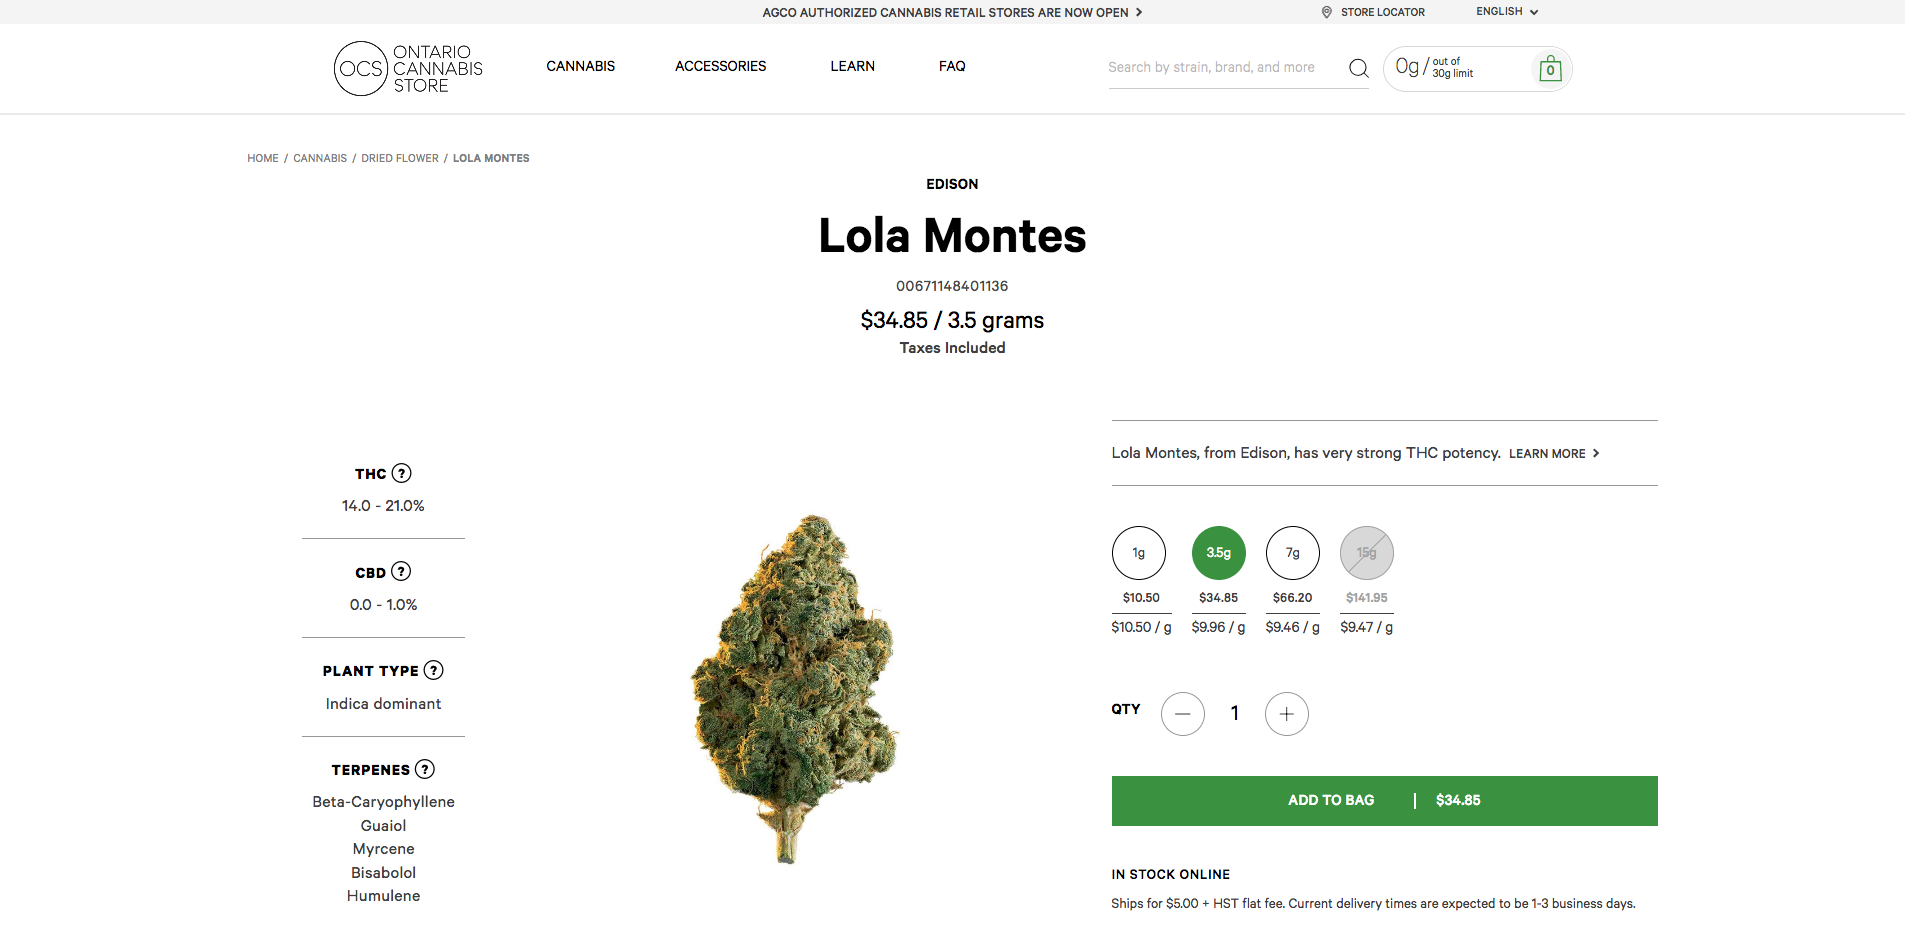 AGCO AUTHORIZED CANNABIS RETAIL STORES ARE NOW OPEN
STORE LOCATOR
ENGLISH
OCS
ONTARIO
CANNABIS
STORE
CANNABIS
ACCESSORIES
LEARN
FAQ
Search by strain, brand, and more
0g / out of
30g limit
0
HOME / CANNABIS / DRIED FLOWER / LOLA MONTES
EDISON
Lola Montes
00671148401136
$34.85 / 3.5 grams
Taxes Included
THC ?
14.0 - 21.0%
CBD ?
0.0 - 1.0%
PLANT TYPE ?
Indica dominant
TERPENES ?
Beta-Caryophyllene
Guaiol
Myrcene
Bisabolol
Humulene
Lola Montes, from Edison, has very strong THC potency. LEARN MORE
1g 3.5g 7g 15g
$10.50 $34.85 $66.20 $141.95
$10.50 / g $9.96 / g $9.46 / g $9.47 / g
QTY 1
ADD TO BAG | $34.85
IN STOCK ONLINE
Ships for $5.00 + HST flat fee. Current delivery times are expected to be 1-3 business days.